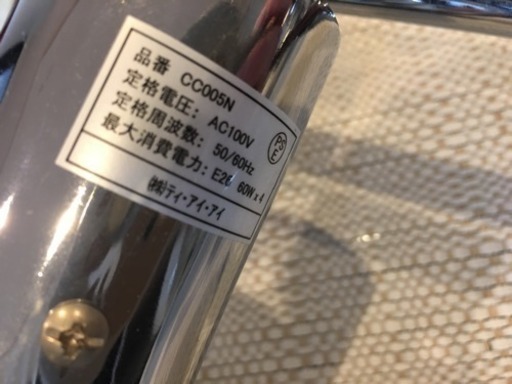 品番 CC005N
定格電圧: AC100V
定格周波数: 50/60Hz
最大消費電力: E26 60W x 4
PS
E
㈱ティ・アイ・アイ